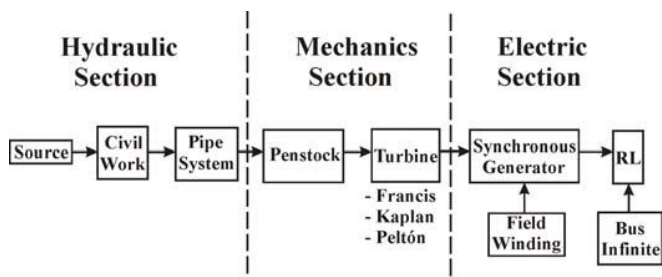 Hydraulic
Section
Mechanics
Section
Electric
Section
Source
Civil
Work
Pipe
System
Penstock
Turbine
- Francis
- Kaplan
- Peltón
Synchronous
Generator
RL
Field
Winding
Bus
Infinite